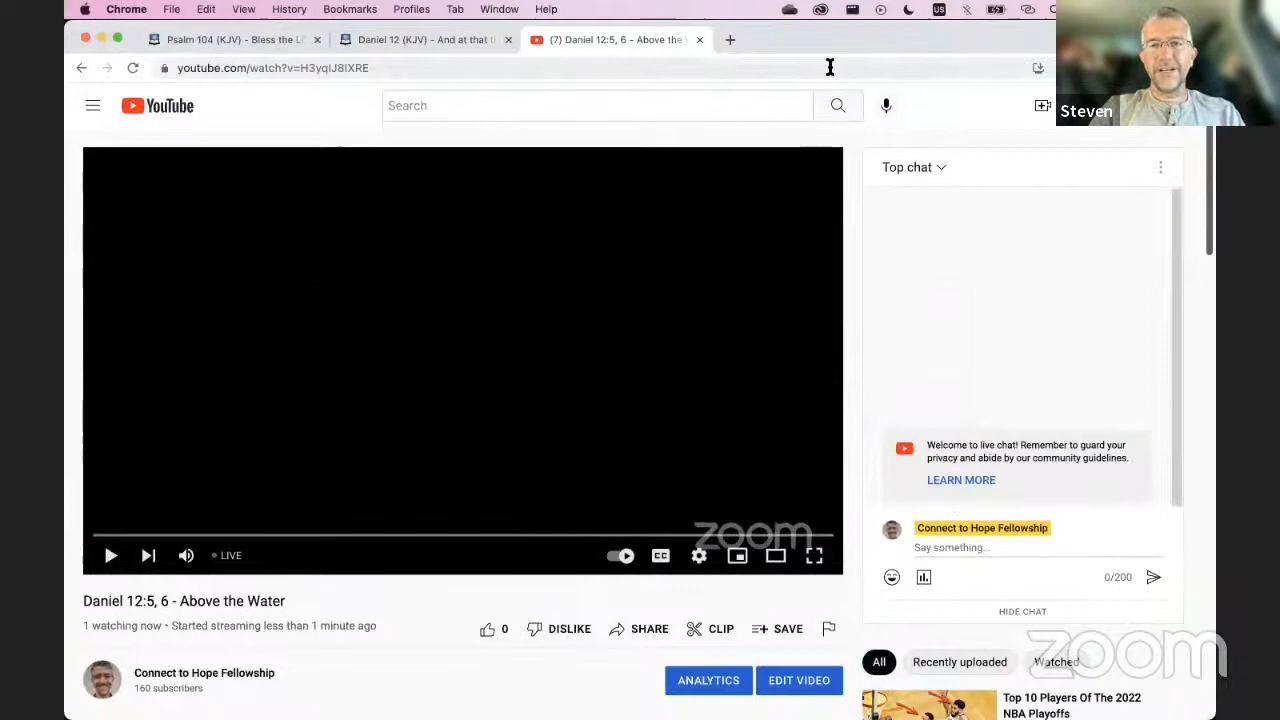 Chrome File Edit View History Bookmarks Profiles Tab Window Help US
Steven
Psalm 104 (KJV) - Bless the L
Daniel 12 (KJV) - And at that t
(7) Daniel 12:5, 6 - Above the
youtube.com/watch?v=H3yqIJ8IXRE
YouTube
Search
Top chat
Welcome to live chat! Remember to guard your
privacy and abide by our community guidelines.
LEARN MORE
Connect to Hope Fellowship
Say something...
0/200
HIDE CHAT
zoom
LIVE
CC
Daniel 12:5, 6 - Above the Water
1 watching now • Started streaming less than 1 minute ago
0 DISLIKE SHARE CLIP SAVE
Connect to Hope Fellowship
160 subscribers
ANALYTICS EDIT VIDEO
zoom
All Recently uploaded Watched
Top 10 Players Of The 2022
NBA Playoffs